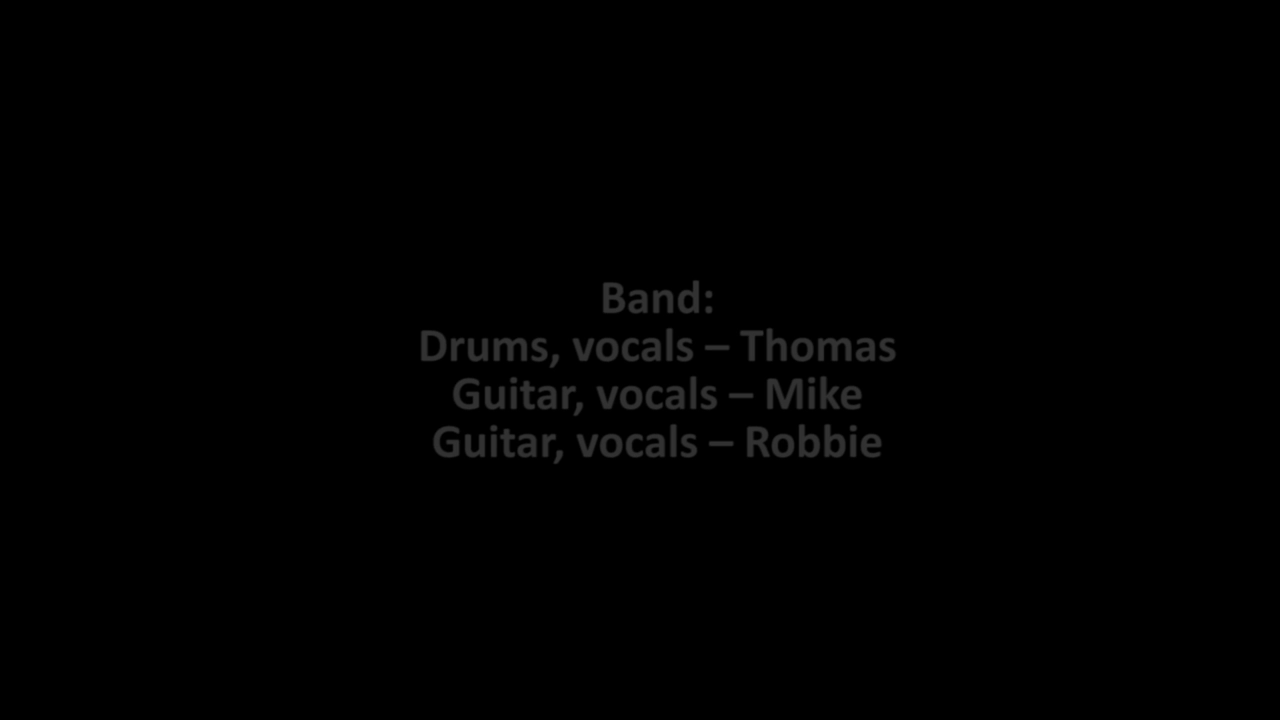 Band:
Drums, vocals – Thomas
Guitar, vocals – Mike
Guitar, vocals – Robbie